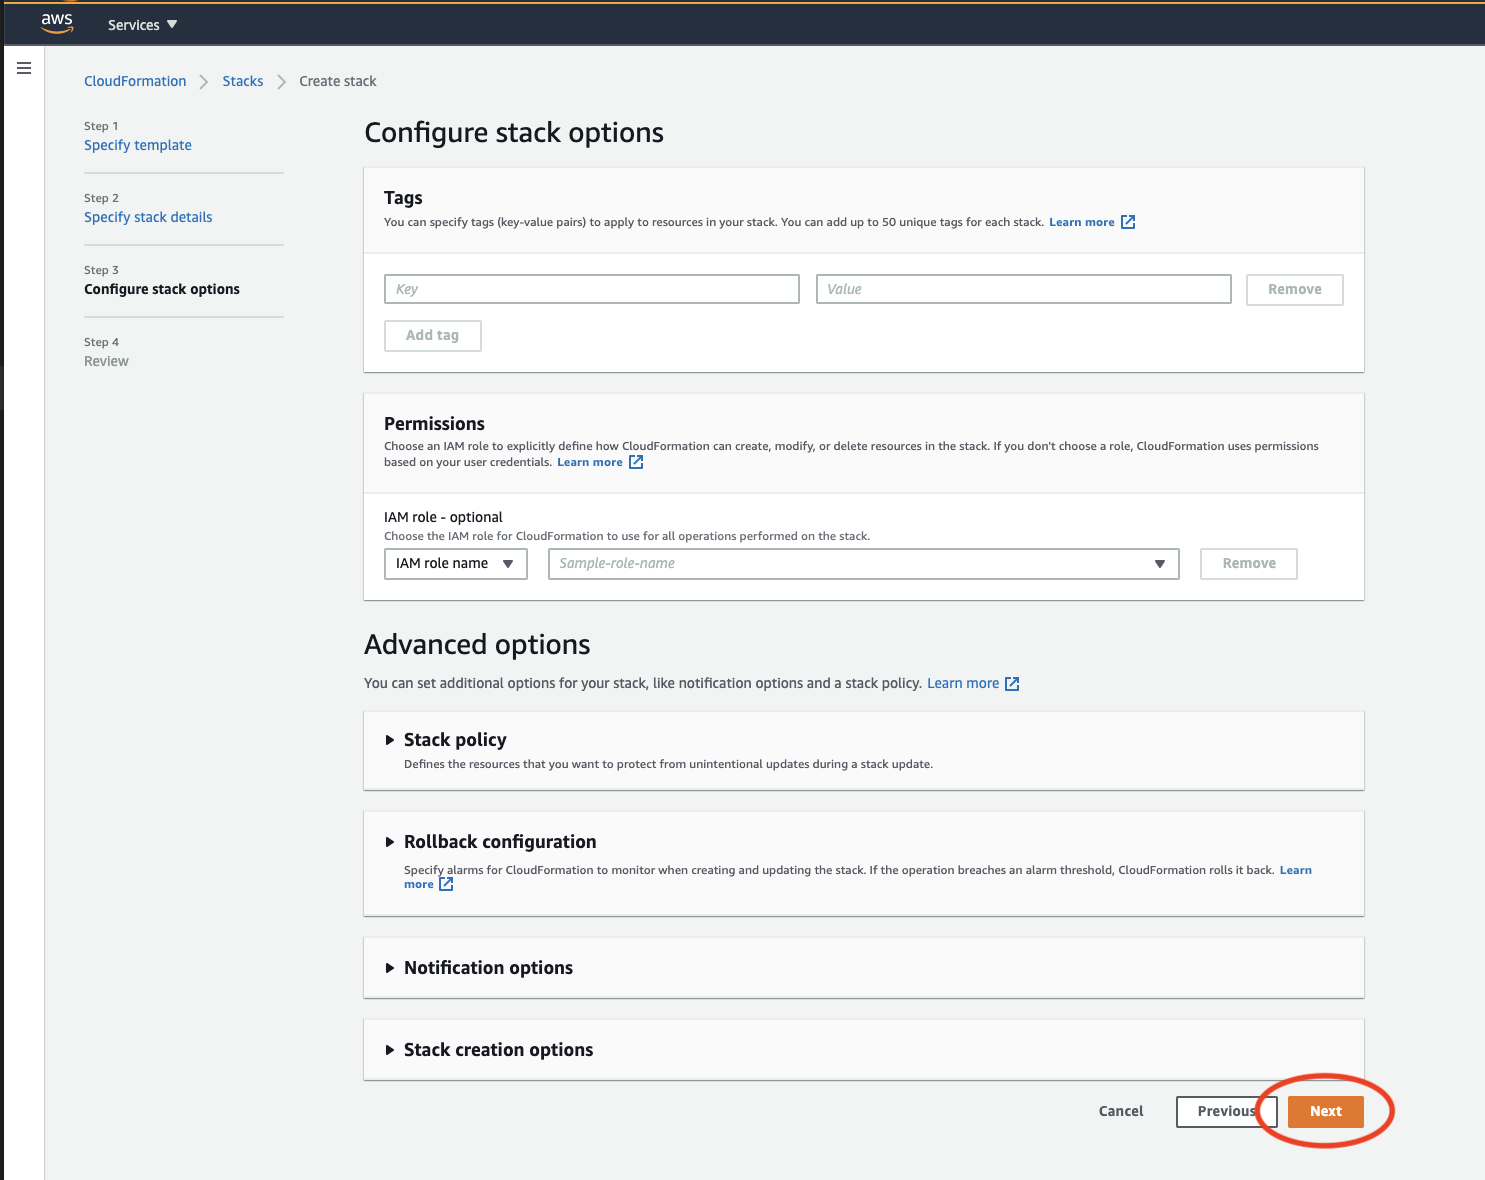 aws
Services
CloudFormation
Stacks
Create stack
Step 1
Specify template
Step 2
Specify stack details
Step 3
Configure stack options
Step 4
Review
Configure stack options
Tags
You can specify tags (key-value pairs) to apply to resources in your stack. You can add up to 50 unique tags for each stack. Learn more
Key
Value
Remove
Add tag
Permissions
Choose an IAM role to explicitly define how CloudFormation can create, modify, or delete resources in the stack. If you don't choose a role, CloudFormation uses permissions
based on your user credentials. Learn more
IAM role - optional
Choose the IAM role for CloudFormation to use for all operations performed on the stack.
IAM role name
Sample-role-name
Remove
Advanced options
You can set additional options for your stack, like notification options and a stack policy. Learn more
Stack policy
Defines the resources that you want to protect from unintentional updates during a stack update.
Rollback configuration
Specify alarms for CloudFormation to monitor when creating and updating the stack. If the operation breaches an alarm threshold, CloudFormation rolls it back. Learn
more
Notification options
Stack creation options
Cancel
Previous
Next